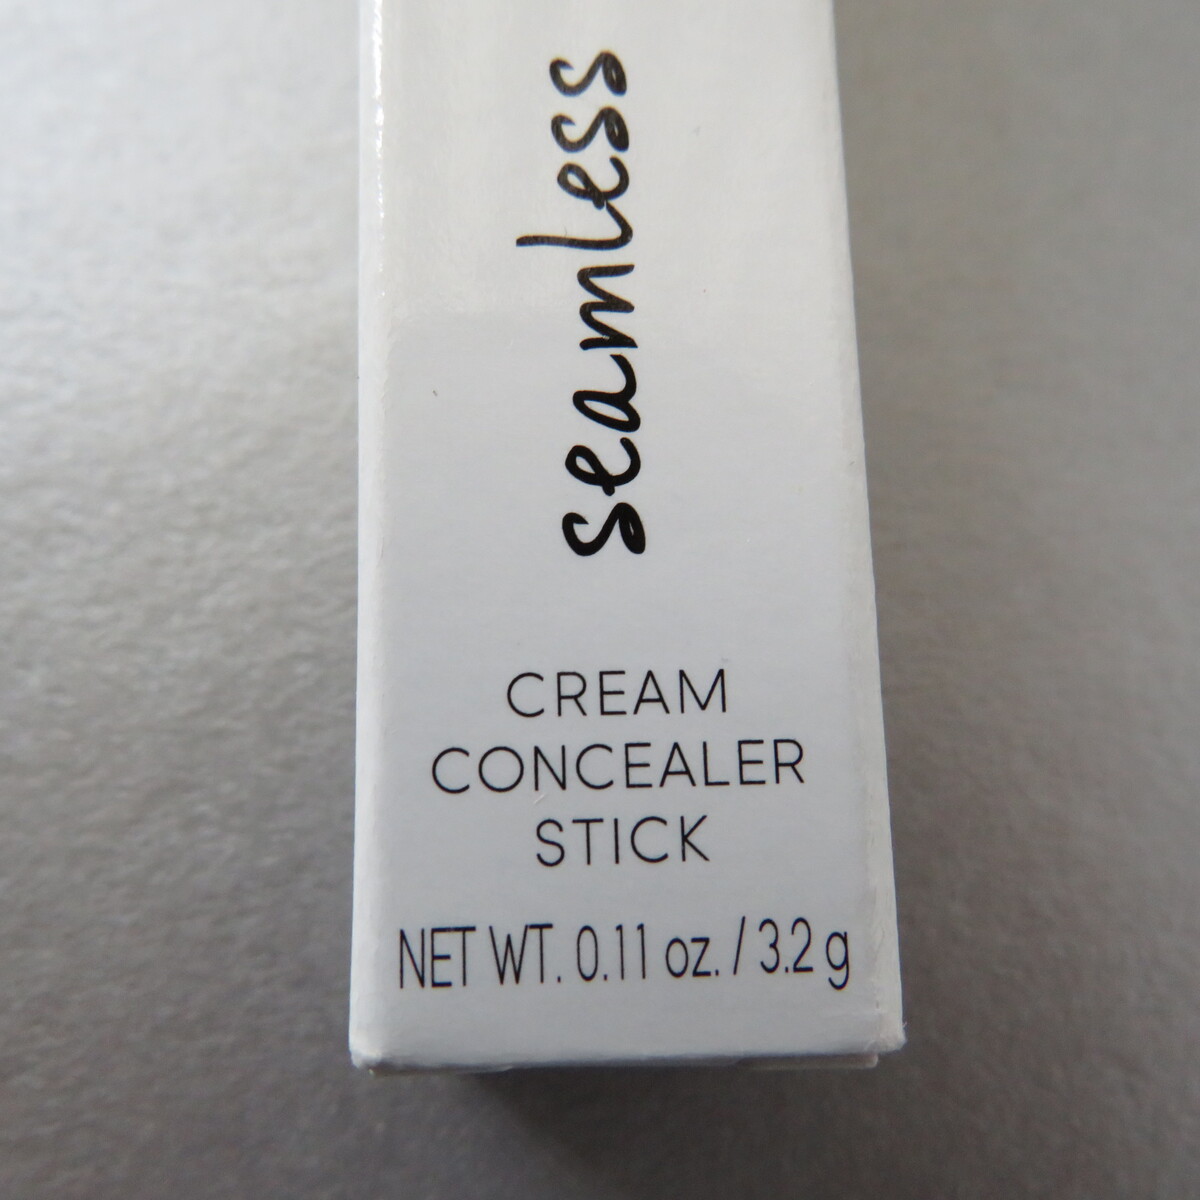 seamless
CREAM
CONCEALER
STICK
NET WT. 0.11 oz. / 3.2 g